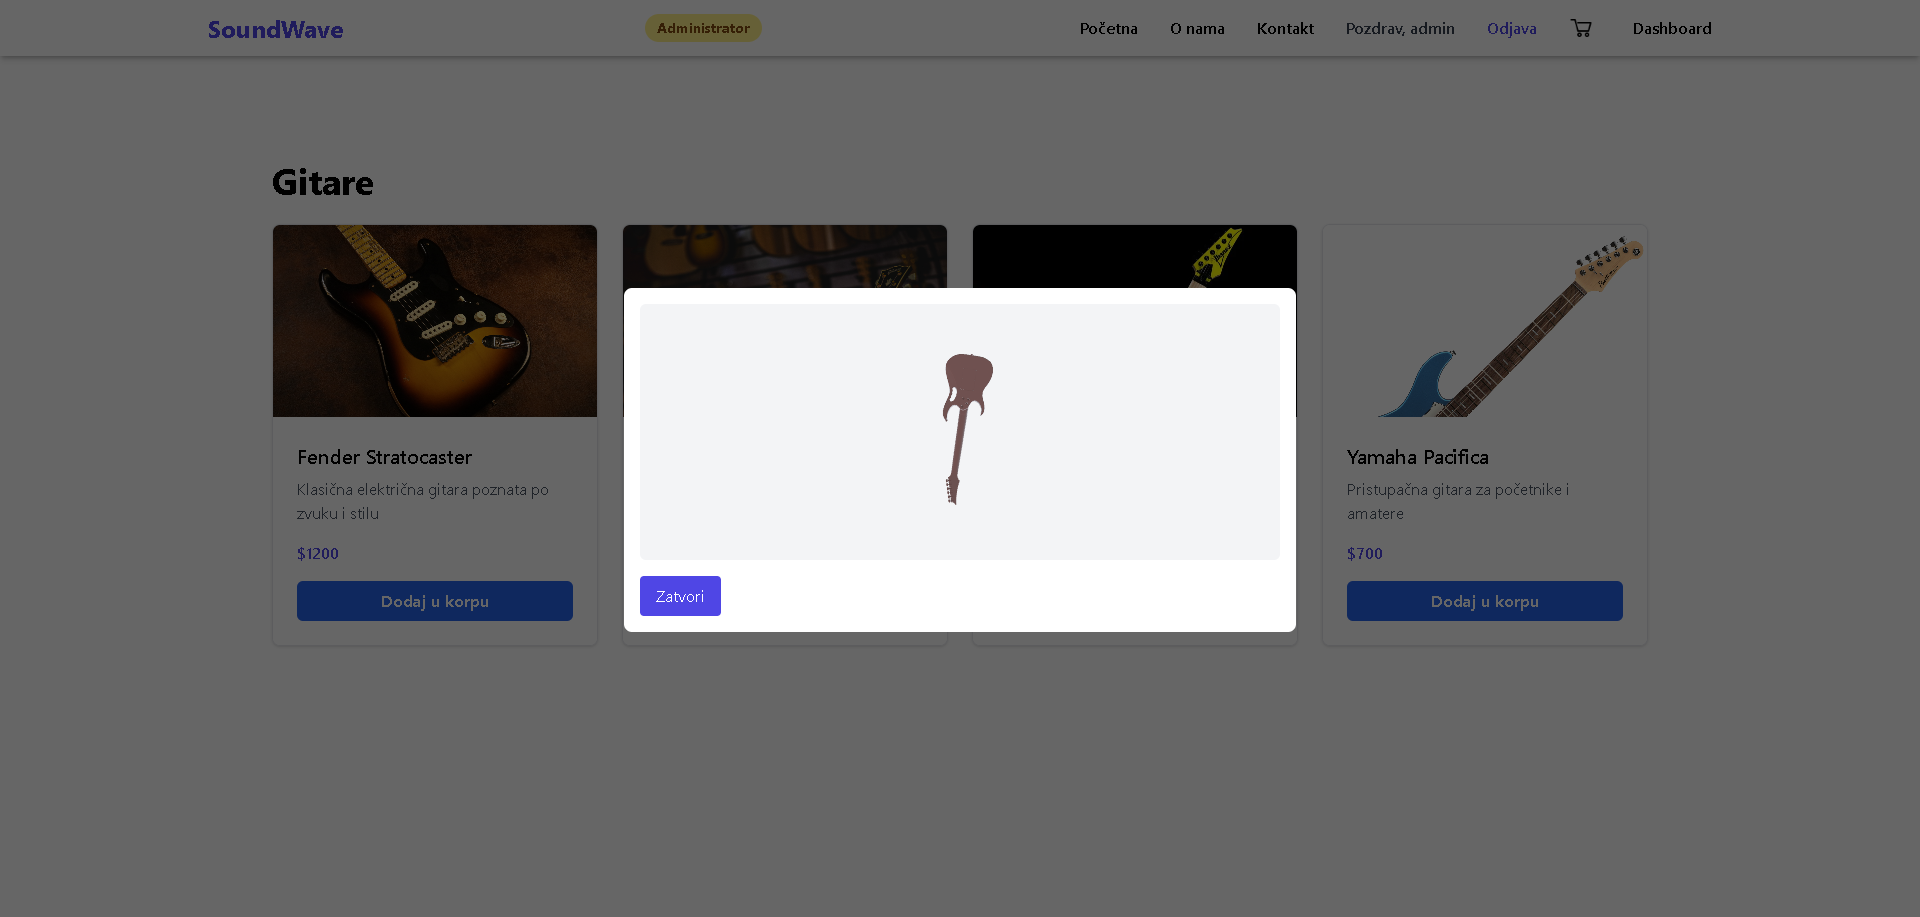 SoundWave
Administrator
Početna
O nama
Kontakt
Pozdrav, admin
Odjava
Dashboard
Gitare
Fender Stratocaster
Klasična električna gitara poznata po
zvuku i stilu
$1200
Dodaj u korpu
Zatvori
Yamaha Pacifica
Pristupačna gitara za početnike i
amatere
$700
Dodaj u korpu